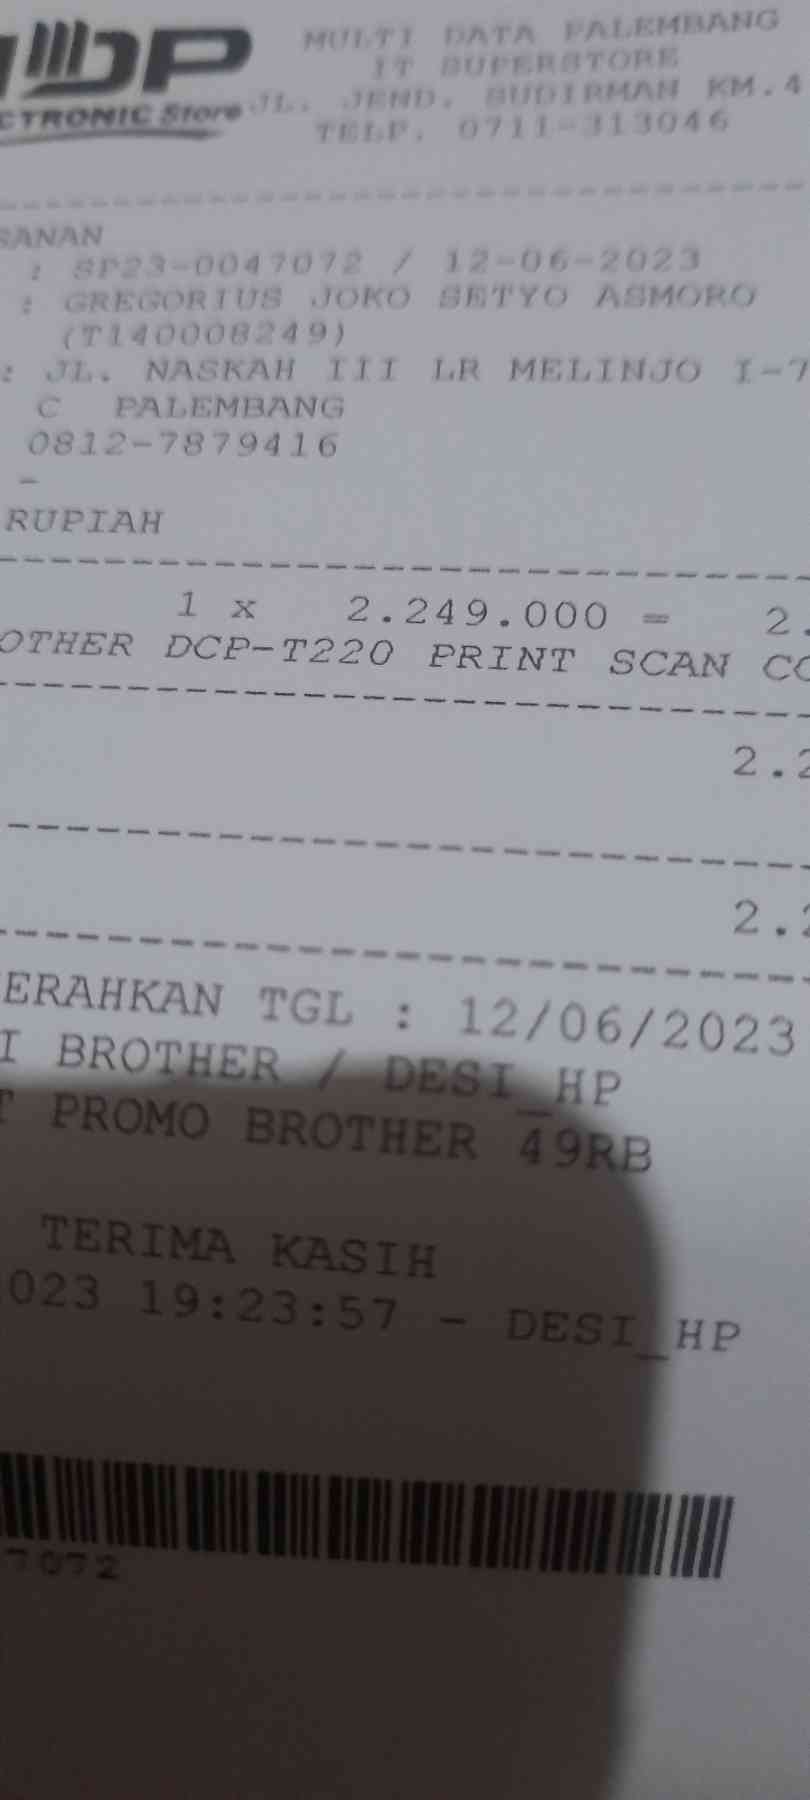 MULTI DATA PALEMBANG
IT SUPERSTORE
JL. JEND. SUDIRMAN KM.4
TELP. 0711-313046
CTRONIC Store
SANAN
: SP23-0047072 / 12-06-2023
: GREGORIUS JOKO SETYO ASMORO
(T140008249)
: JL. NASKAH III LR MELINJO I-7
C PALEMBANG
0812-7879416
-
RUPIAH
1 x 2.249.000 = 2.
OTHER DCP-T220 PRINT SCAN CO
2.2
2.2
ERAHKAN TGL : 12/06/2023
I BROTHER / DESI_HP
T PROMO BROTHER 49RB
TERIMA KASIH
023 19:23:57 - DESI_HP
7072